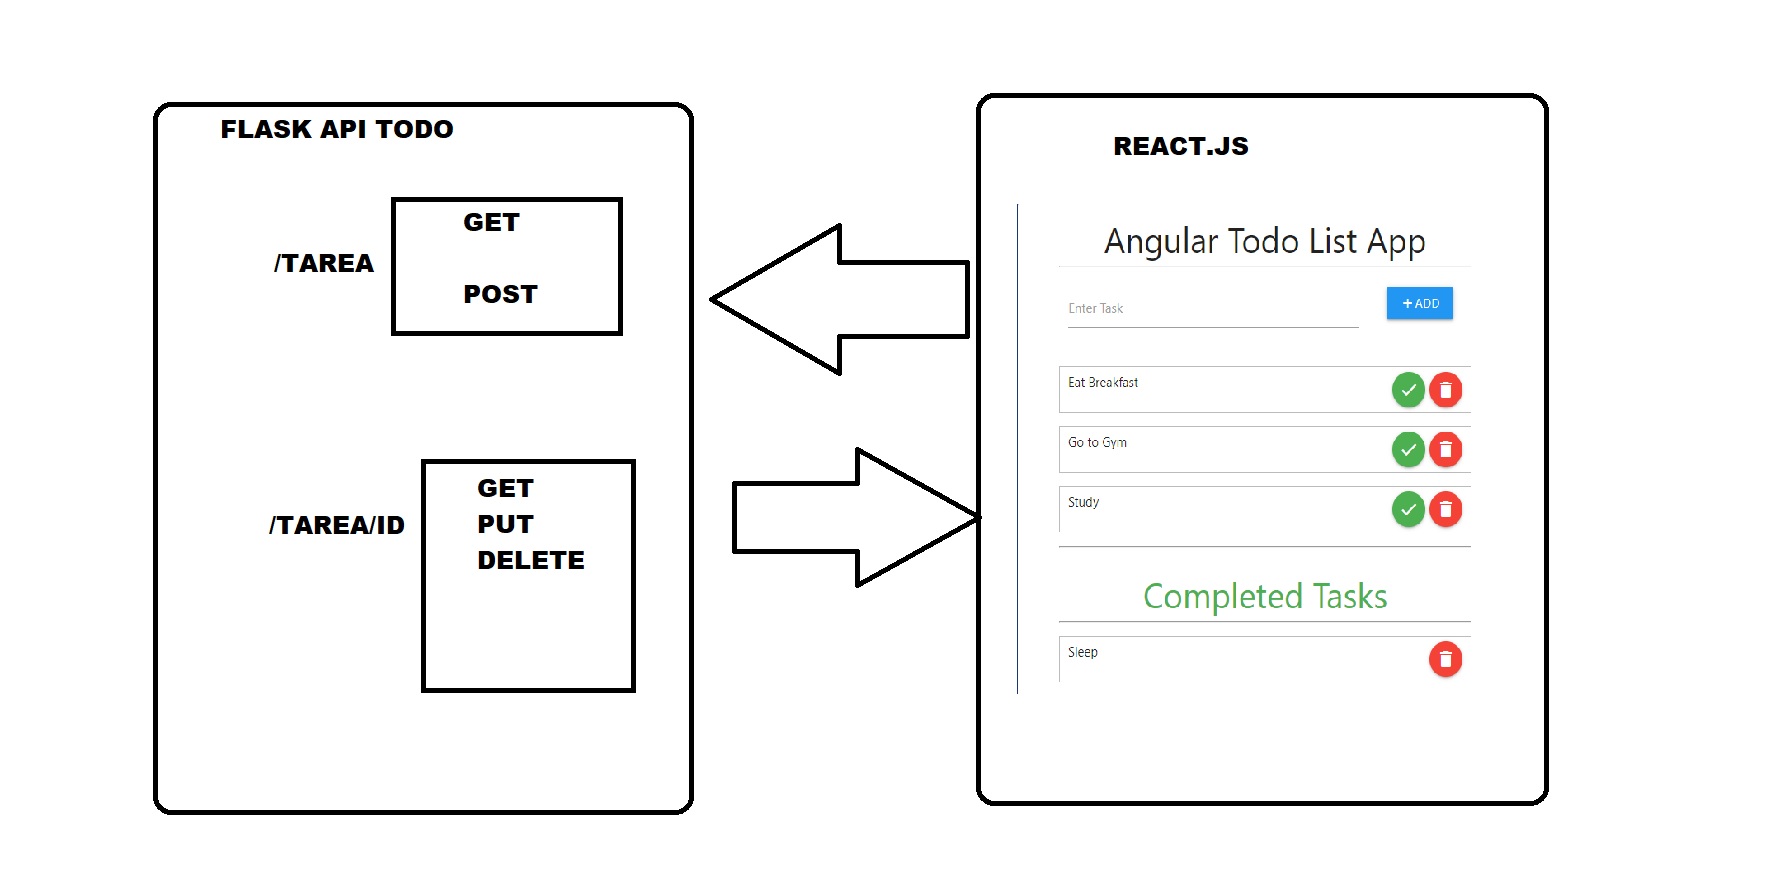 FLASK API TODO
/TAREA
GET
POST
/TAREA/ID
GET
PUT
DELETE
REACT.JS
Angular Todo List App
Enter Task
+ ADD
Eat Breakfast
Go to Gym
Study
Completed Tasks
Sleep